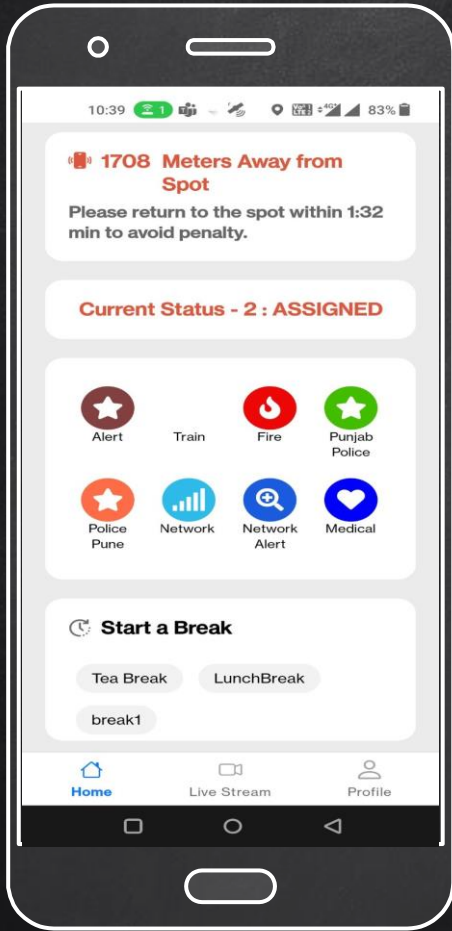 10:39 1 83%
1708 Meters Away from
Spot
Please return to the spot within 1:32
min to avoid penalty.
Current Status - 2 : ASSIGNED
Alert Train Fire Punjab
Police
Police
Pune Network Network
Alert Medical
Start a Break
Tea Break LunchBreak
break1
Home Live Stream Profile